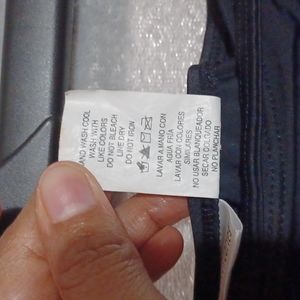 ND WASH COOL
WASH WITH
LIKE COLORS
DO NOT BLEACH
LINE DRY
DO NOT IRON
LAVAR A MANO CON
AGUA FRIA
LAVAR CON COLORES
SIMILARES
NO USAR BLANQUEADOR
SECAR COLGADO
NO PLANCHAR